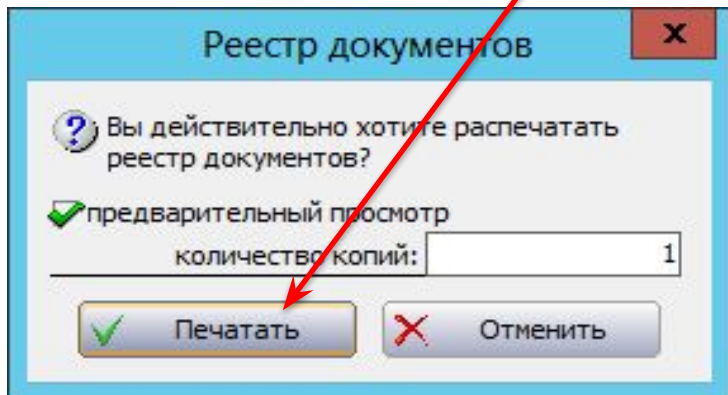 Реестр документов
Вы действительно хотите распечатать
реестр документов?
предварительный просмотр
количество копий: 1
Печатать Отменить